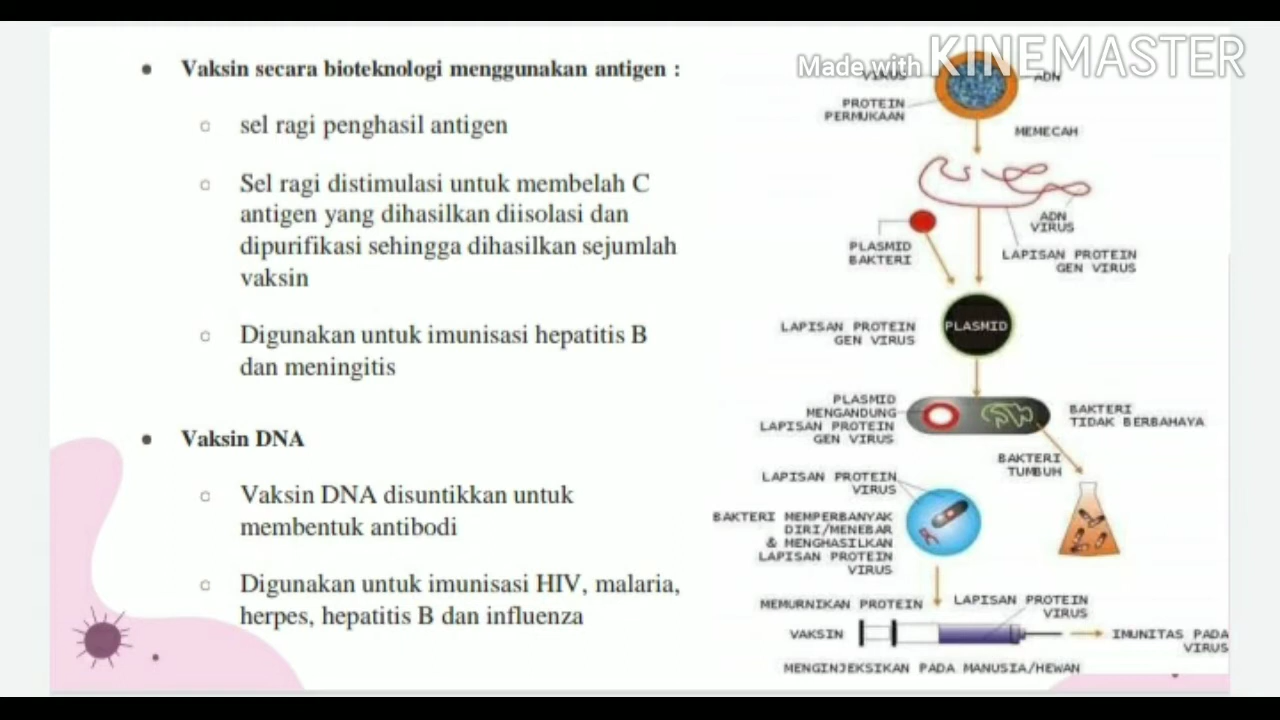 Vaksin secara bioteknologi menggunakan antigen :
sel ragi penghasil antigen
Sel ragi distimulasi untuk membelah C
antigen yang dihasilkan diisolasi dan
dipurifikasi sehingga dihasilkan sejumlah
vaksin
Digunakan untuk imunisasi hepatitis B
dan meningitis
Vaksin DNA
Vaksin DNA disuntikkan untuk
membentuk antibodi
Digunakan untuk imunisasi HIV, malaria,
herpes, hepatitis B dan influenza
Made with KINEMASTER
VIRUS
ADN
PROTEIN
PERMUKAAN
MEMECAH
ADN
VIRUS
PLASMID
BAKTERI
LAPISAN PROTEIN
GEN VIRUS
LAPISAN PROTEIN
GEN VIRUS
PLASMID
PLASMID
MENGANDUNG
LAPISAN PROTEIN
GEN VIRUS
BAKTERI
TIDAK BERBAHAYA
BAKTERI
TUMBUH
LAPISAN PROTEIN
VIRUS
BAKTERI MEMPERBANYAK
DIRI/MENEBAR
& MENGHASILKAN
LAPISAN PROTEIN
VIRUS
MEMURNIKAN PROTEIN
LAPISAN PROTEIN
VIRUS
VAKSIN
IMUNITAS PADA
VIRUS
MENGINJEKSIKAN PADA MANUSIA/HEWAN